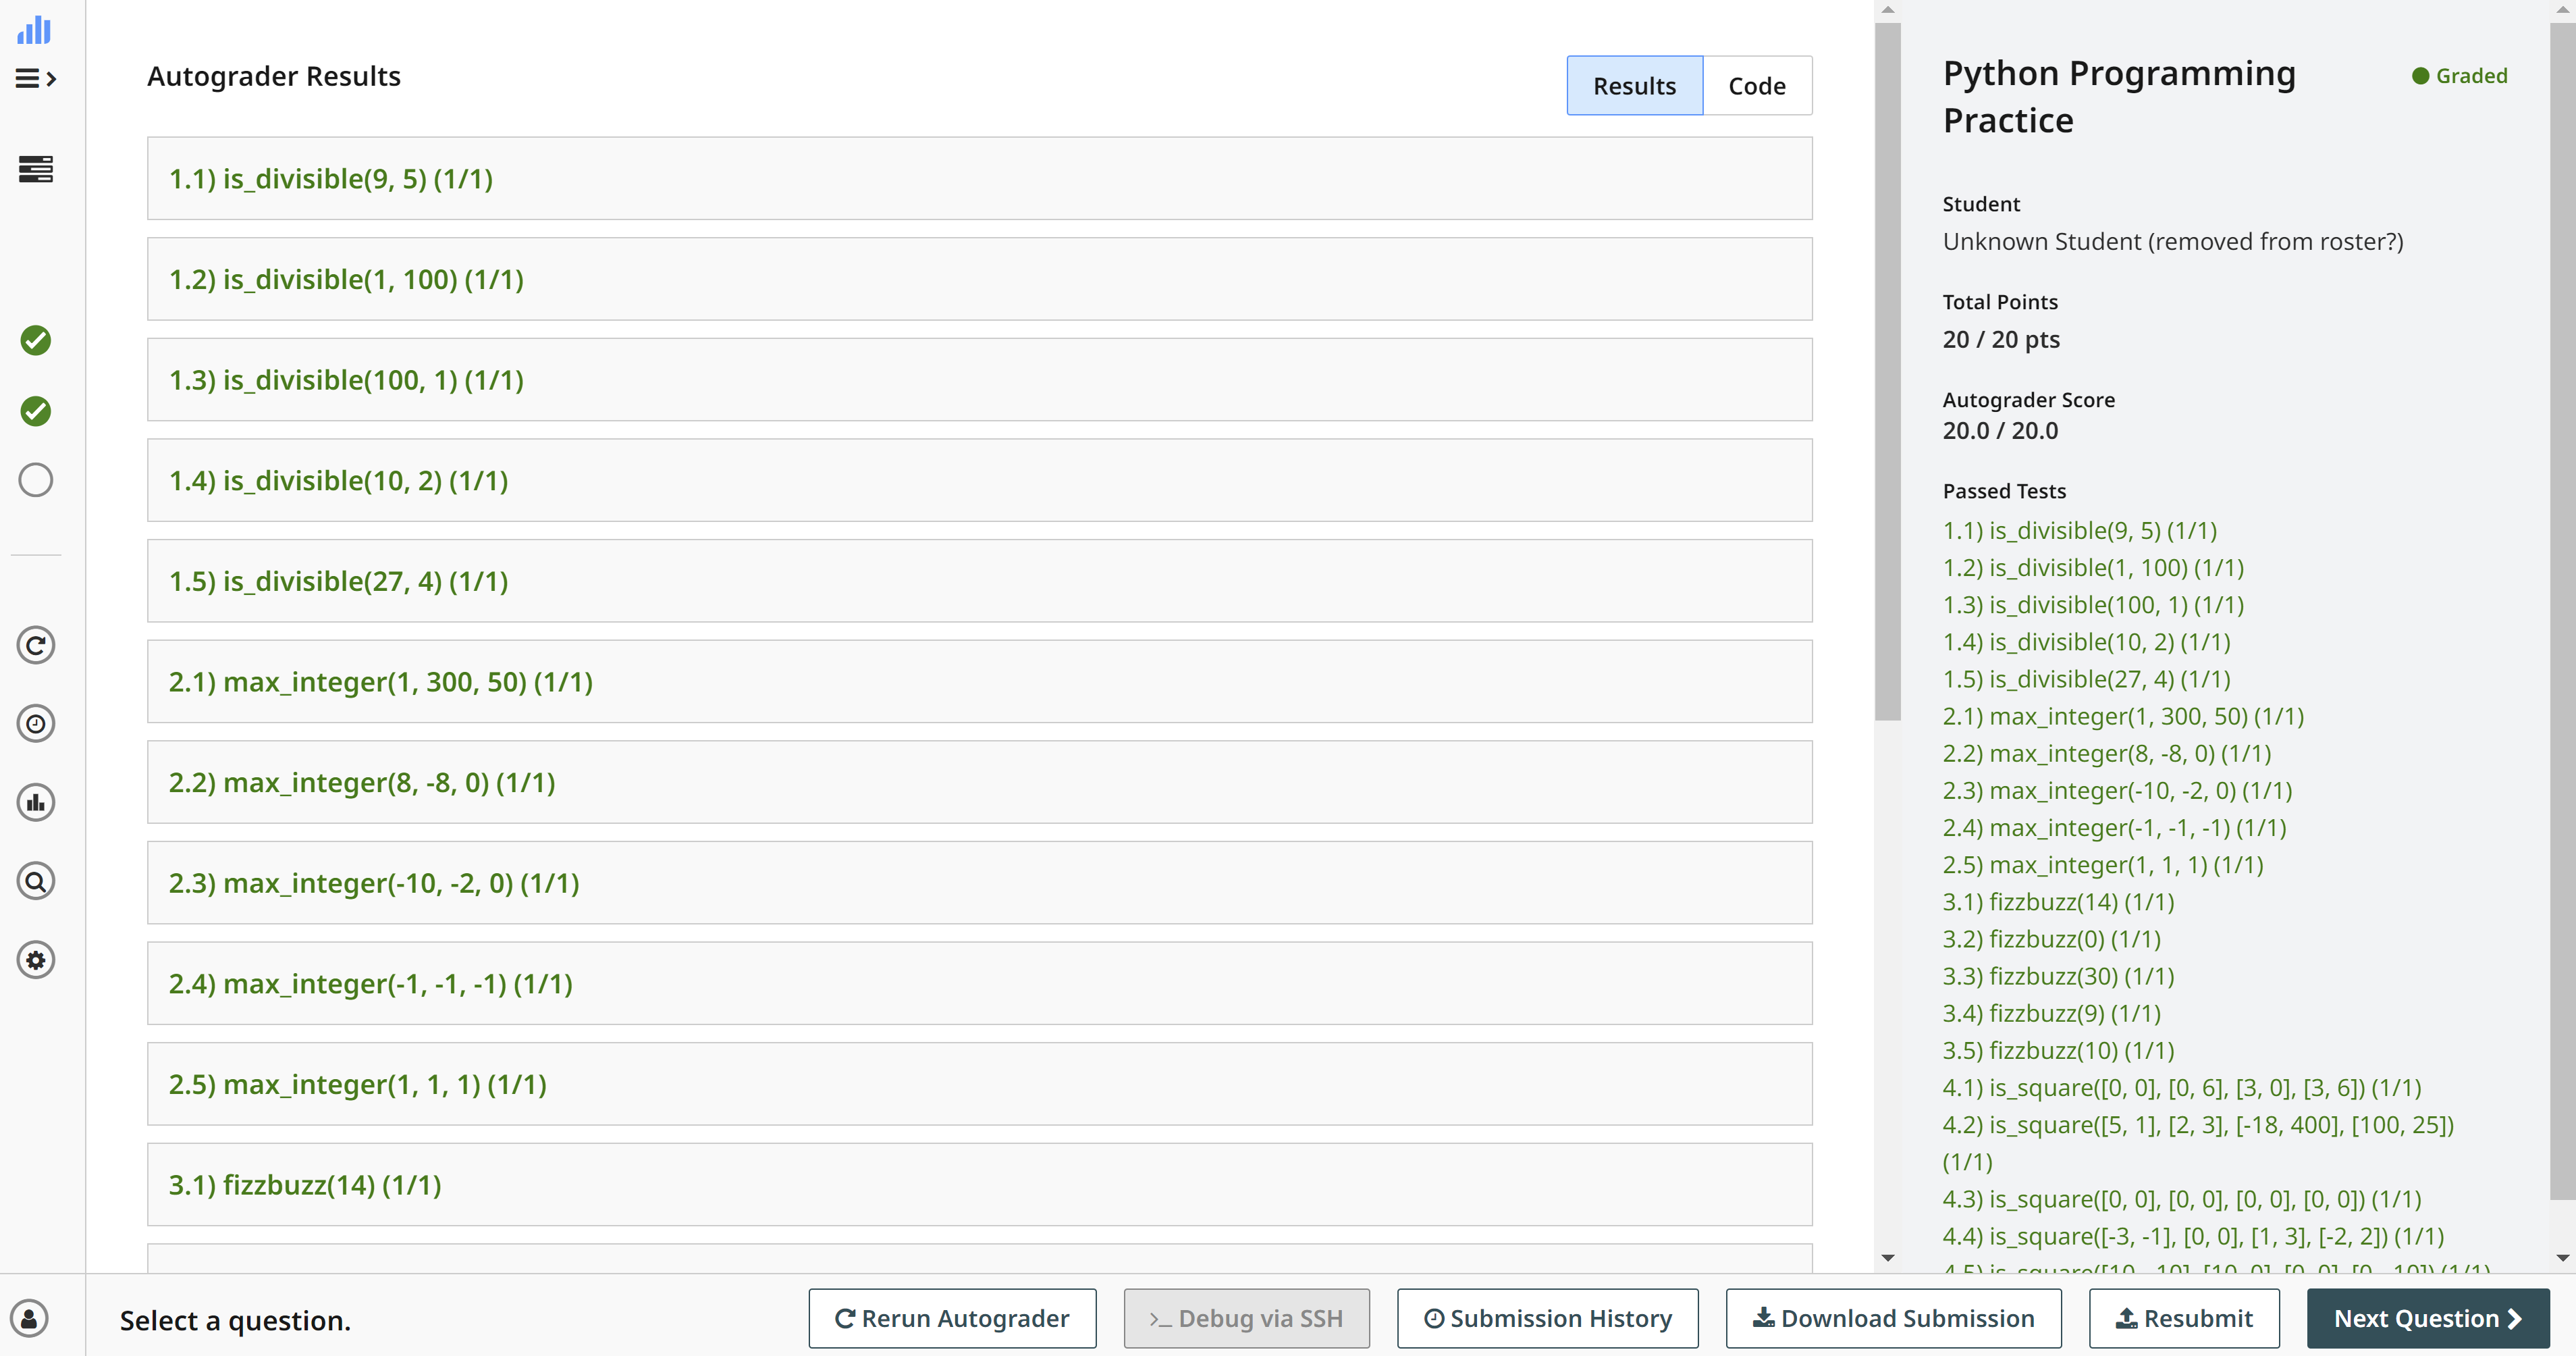 Autograder Results
Results
Code
1.1) is_divisible(9, 5) (1/1)
1.2) is_divisible(1, 100) (1/1)
1.3) is_divisible(100, 1) (1/1)
1.4) is_divisible(10, 2) (1/1)
1.5) is_divisible(27, 4) (1/1)
2.1) max_integer(1, 300, 50) (1/1)
2.2) max_integer(8, -8, 0) (1/1)
2.3) max_integer(-10, -2, 0) (1/1)
2.4) max_integer(-1, -1, -1) (1/1)
2.5) max_integer(1, 1, 1) (1/1)
3.1) fizzbuzz(14) (1/1)
Python Programming
Practice
Graded
Student
Unknown Student (removed from roster?)
Total Points
20 / 20 pts
Autograder Score
20.0 / 20.0
Passed Tests
1.1) is_divisible(9, 5) (1/1)
1.2) is_divisible(1, 100) (1/1)
1.3) is_divisible(100, 1) (1/1)
1.4) is_divisible(10, 2) (1/1)
1.5) is_divisible(27, 4) (1/1)
2.1) max_integer(1, 300, 50) (1/1)
2.2) max_integer(8, -8, 0) (1/1)
2.3) max_integer(-10, -2, 0) (1/1)
2.4) max_integer(-1, -1, -1) (1/1)
2.5) max_integer(1, 1, 1) (1/1)
3.1) fizzbuzz(14) (1/1)
3.2) fizzbuzz(0) (1/1)
3.3) fizzbuzz(30) (1/1)
3.4) fizzbuzz(9) (1/1)
3.5) fizzbuzz(10) (1/1)
4.1) is_square([0, 0], [0, 6], [3, 0], [3, 6]) (1/1)
4.2) is_square([5, 1], [2, 3], [-18, 400], [100, 25])
(1/1)
4.3) is_square([0, 0], [0, 0], [0, 0], [0, 0]) (1/1)
4.4) is_square([-3, -1], [0, 0], [1, 3], [-2, 2]) (1/1)
Select a question.
Rerun Autograder
>_ Debug via SSH
Submission History
Download Submission
Resubmit
Next Question